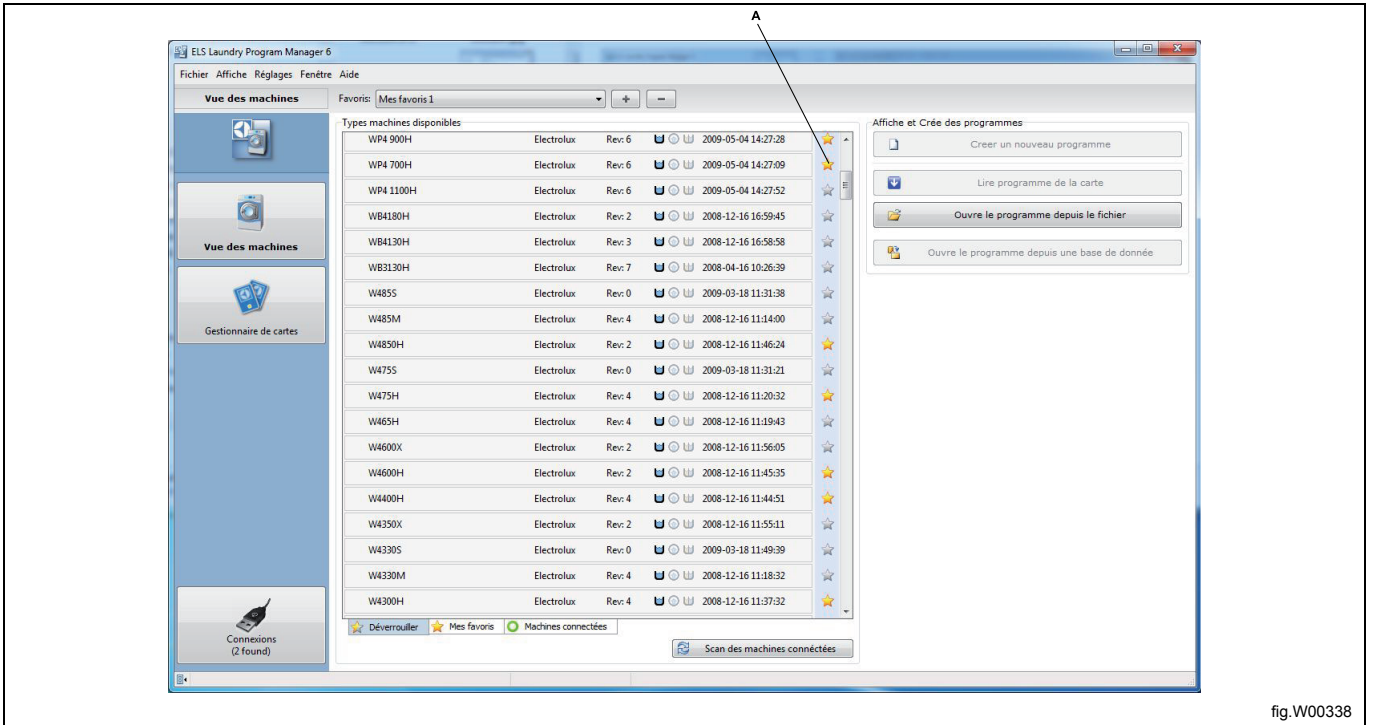 A
ELS Laundry Program Manager 6
Fichier Affiche Réglages Fenêtre Aide
Vue des machines
Favoris: Mes favoris 1
+ −
Types machines disponibles
WP4 900H Electrolux Rev: 6 2009-05-04 14:27:28
WP4 700H Electrolux Rev: 6 2009-05-04 14:27:09
WP4 1100H Electrolux Rev: 6 2009-05-04 14:27:52
WB4180H Electrolux Rev: 2 2008-12-16 16:59:45
WB4130H Electrolux Rev: 3 2008-12-16 16:58:58
WB3130H Electrolux Rev: 7 2008-04-16 10:26:39
W485S Electrolux Rev: 0 2009-03-18 11:31:38
W485M Electrolux Rev: 4 2008-12-16 11:14:00
W4850H Electrolux Rev: 2 2008-12-16 11:46:24
W475S Electrolux Rev: 0 2009-03-18 11:31:21
W475H Electrolux Rev: 4 2008-12-16 11:20:32
W465H Electrolux Rev: 4 2008-12-16 11:19:43
W4600X Electrolux Rev: 2 2008-12-16 11:56:05
W4600H Electrolux Rev: 2 2008-12-16 11:45:35
W4400H Electrolux Rev: 4 2008-12-16 11:44:51
W4350X Electrolux Rev: 2 2008-12-16 11:55:11
W4330S Electrolux Rev: 0 2009-03-18 11:49:39
W4330M Electrolux Rev: 4 2008-12-16 11:18:32
W4300H Electrolux Rev: 4 2008-12-16 11:37:32
Déverrouller Mes favoris Machines connectées
Scan des machines connéctées
Affiche et Crée des programmes
Creer un nouveau programme
Lire programme de la carte
Ouvre le programme depuis le fichier
Ouvre le programme depuis une base de donnée
Vue des machines
Gestionnaire de cartes
Connexions
(2 found)
fig.W00338